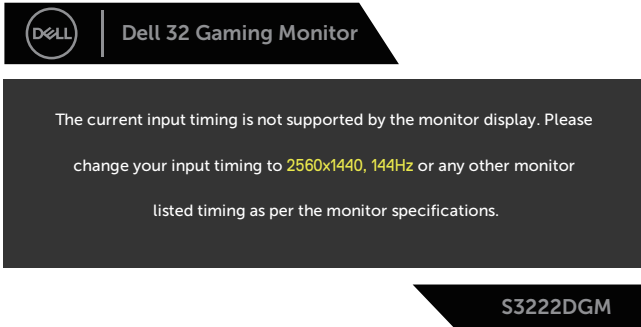 DELL
Dell 32 Gaming Monitor
The current input timing is not supported by the monitor display. Please
change your input timing to 2560x1440, 144Hz or any other monitor
listed timing as per the monitor specifications.
S3222DGM